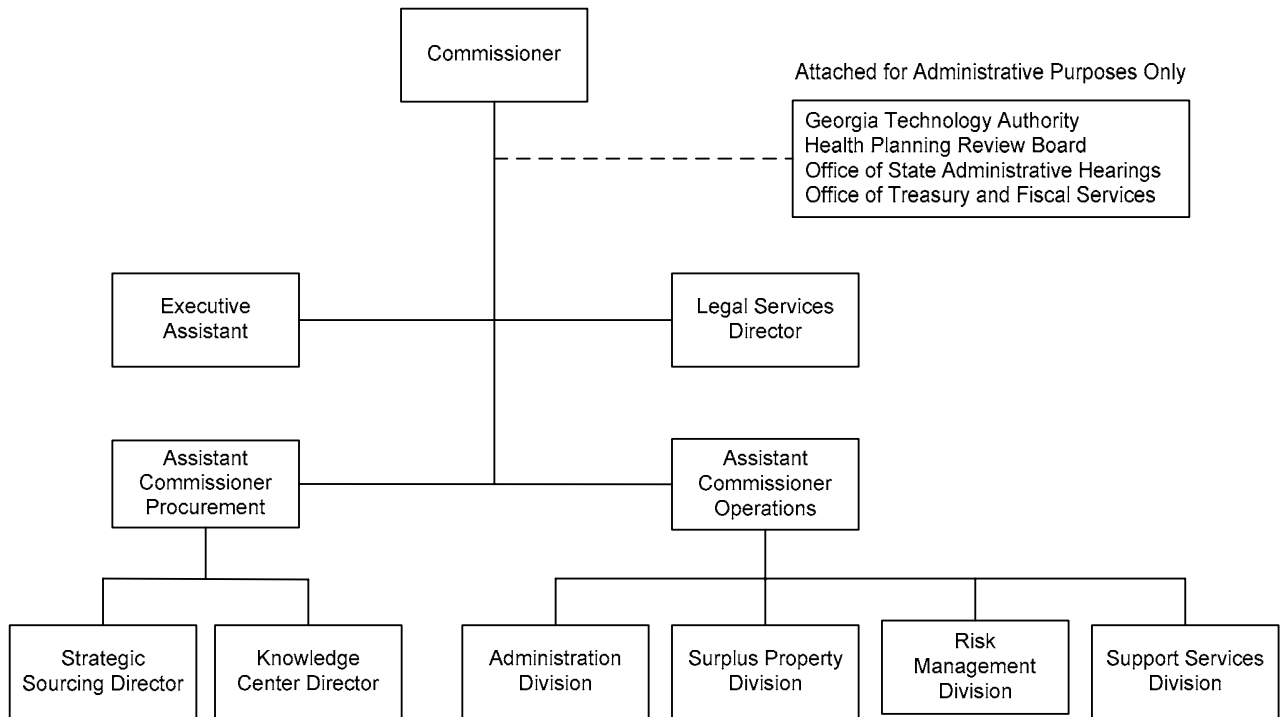 Commissioner
Attached for Administrative Purposes Only
Georgia Technology Authority
Health Planning Review Board
Office of State Administrative Hearings
Office of Treasury and Fiscal Services
Executive
Assistant
Legal Services
Director
Assistant
Commissioner
Procurement
Assistant
Commissioner
Operations
Strategic
Sourcing Director
Knowledge
Center Director
Administration
Division
Surplus Property
Division
Risk
Management
Division
Support Services
Division